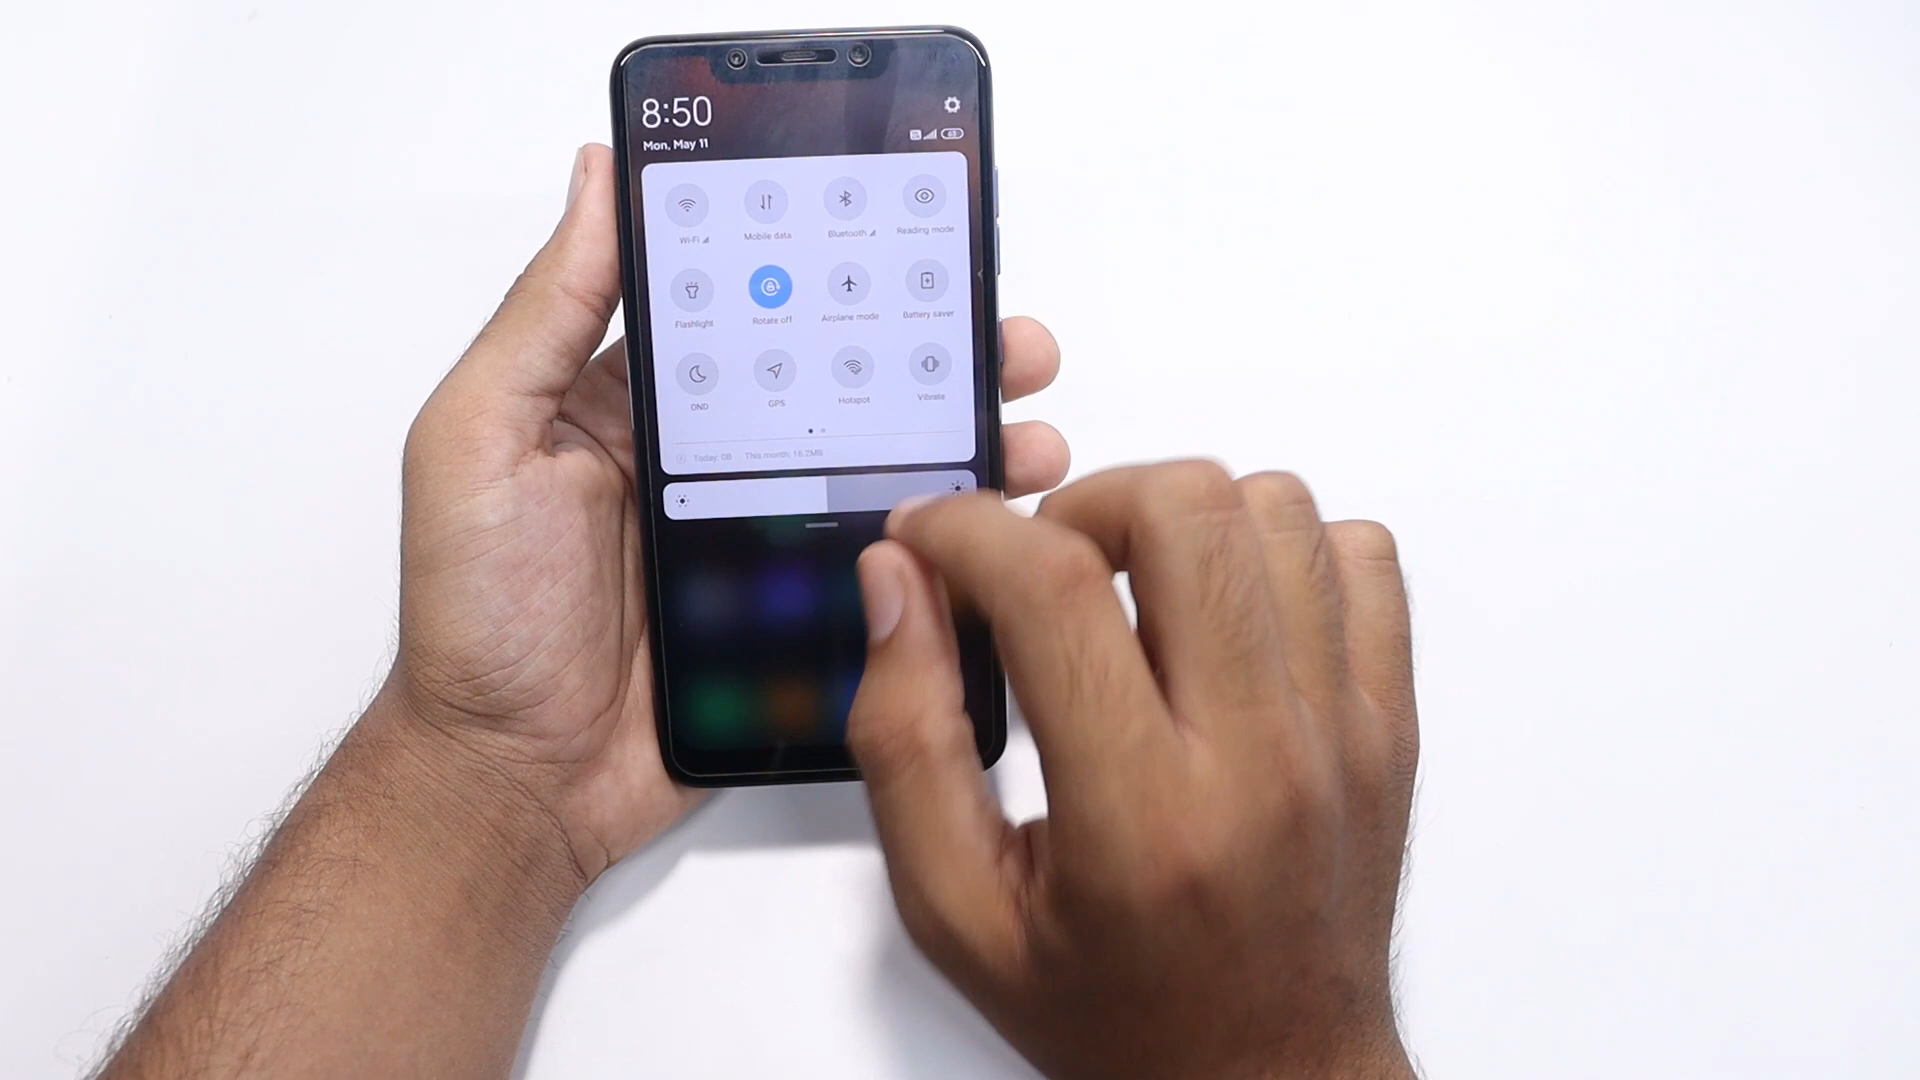 8:50
Mon, May 11
63
Wi-Fi
Mobile data
Bluetooth
Reading mode
Flashlight
Rotate off
Airplane mode
Battery saver
DND
GPS
Hotspot
Vibrate
Today: 0B This month: 16.2MB